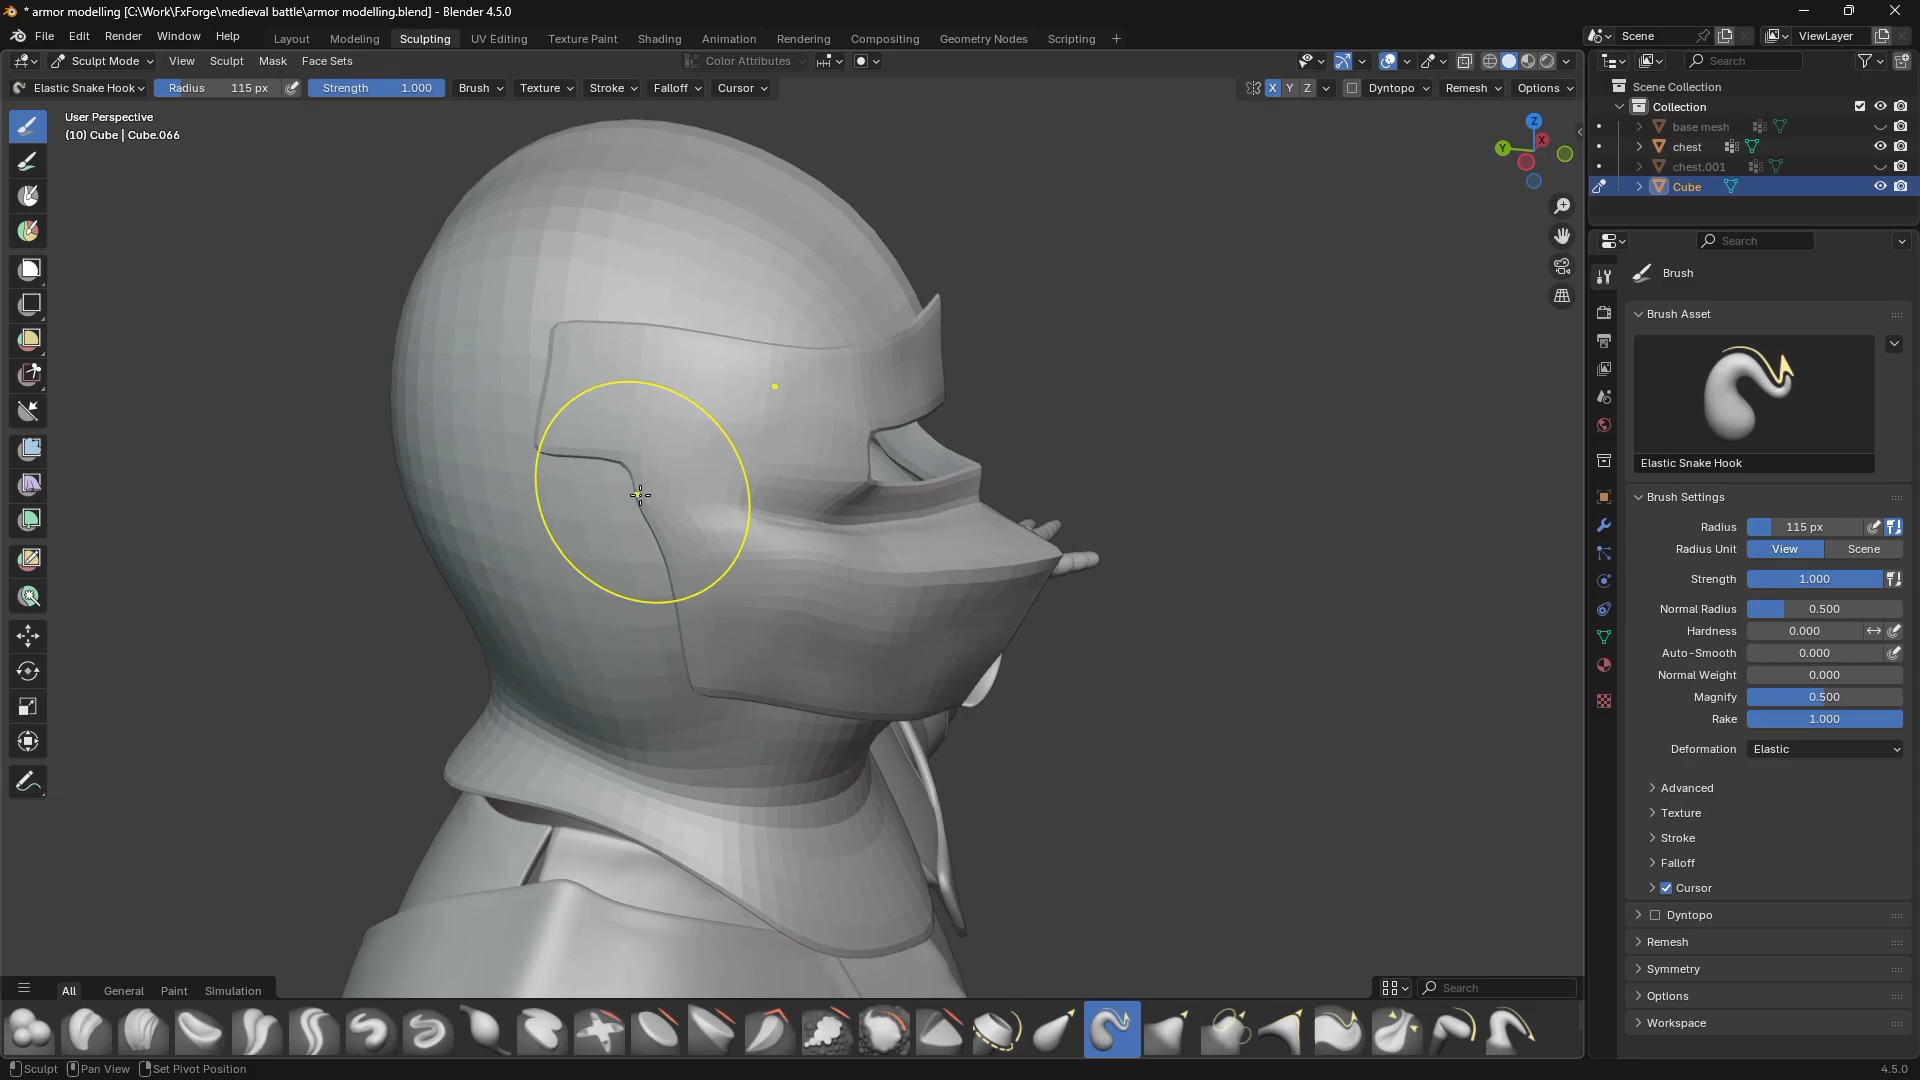 * armor modelling [C:\Work\FxForge\medieval battle\armor modelling.blend] - Blender 4.5.0
File Edit Render Window Help
Layout Modeling Sculpting UV Editing Texture Paint Shading Animation Rendering Compositing Geometry Nodes Scripting
Scene
ViewLayer
Sculpt Mode View Sculpt Mask Face Sets
Color Attributes
Search
Elastic Snake Hook Radius 115 px Strength 1.000 Brush Texture Stroke Falloff Cursor
X Y Z Dyntopo Remesh Options
User Perspective
(10) Cube | Cube.066
Z
X
Y
Scene Collection
Collection
base mesh
chest
chest.001
Cube
Search
Brush
Brush Asset
Elastic Snake Hook
Brush Settings
Radius 115 px
Radius Unit View Scene
Strength 1.000
Normal Radius 0.500
Hardness 0.000
Auto-Smooth 0.000
Normal Weight 0.000
Magnify 0.500
Rake 1.000
Deformation Elastic
Advanced
Texture
Stroke
Falloff
Cursor
Dyntopo
Remesh
Symmetry
Options
Workspace
All General Paint Simulation
Search
Sculpt Pan View Set Pivot Position
4.5.0